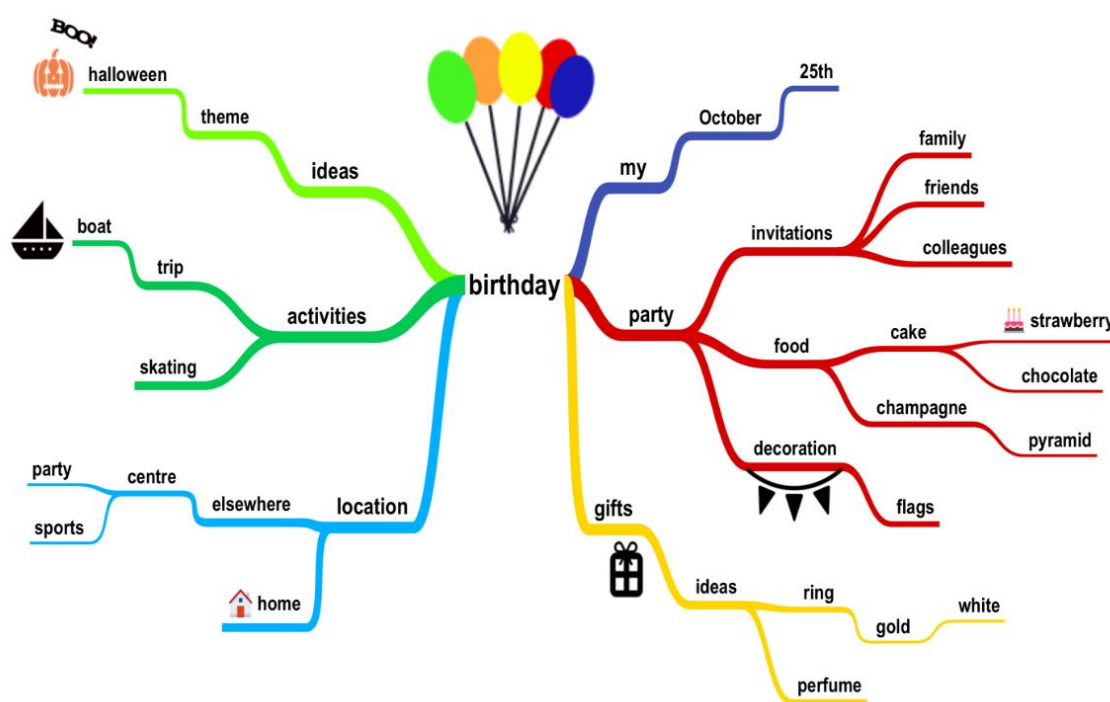 BOO!
halloween
theme
ideas
boat
trip
activities
skating
party
centre
sports
elsewhere
location
home
birthday
my
October
25th
party
invitations
family
friends
colleagues
food
cake
strawberry
chocolate
champagne
pyramid
decoration
flags
gifts
ideas
ring
gold
white
perfume